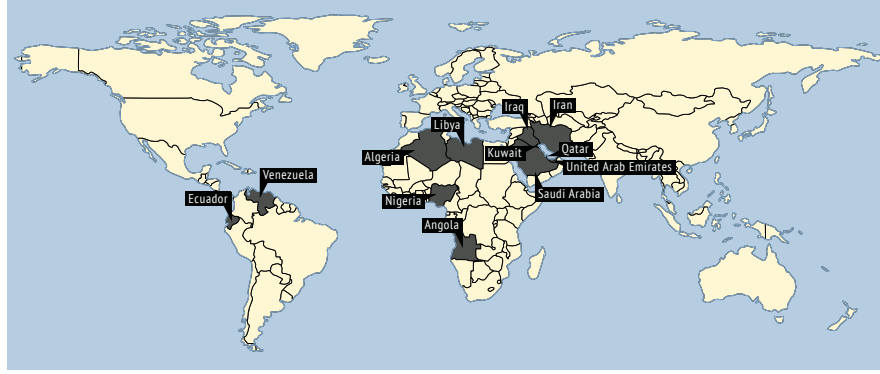 Iraq
Iran
Libya
Kuwait
Qatar
Algeria
United Arab Emirates
Venezuela
Saudi Arabia
Ecuador
Nigeria
Angola